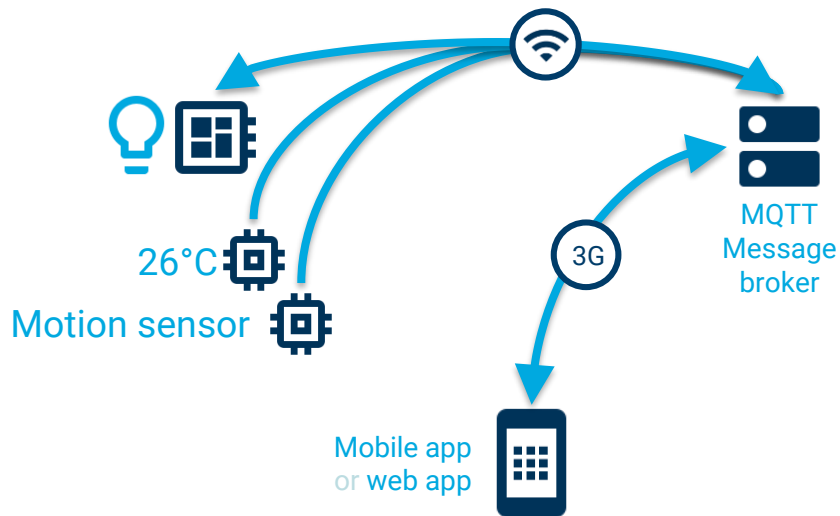 26°C
Motion sensor
3G
MQTT
Message
broker
Mobile app
or web app